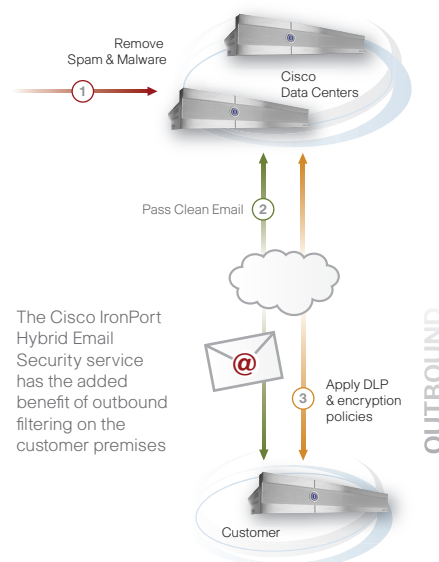 Remove
Spam & Malware
1
Cisco
Data Centers
Pass Clean Email
2
The Cisco IronPort
Hybrid Email
Security service
has the added
benefit of outbound
filtering on the
customer premises
@
3
Apply DLP
& encryption
policies
OUTBOUND
Customer